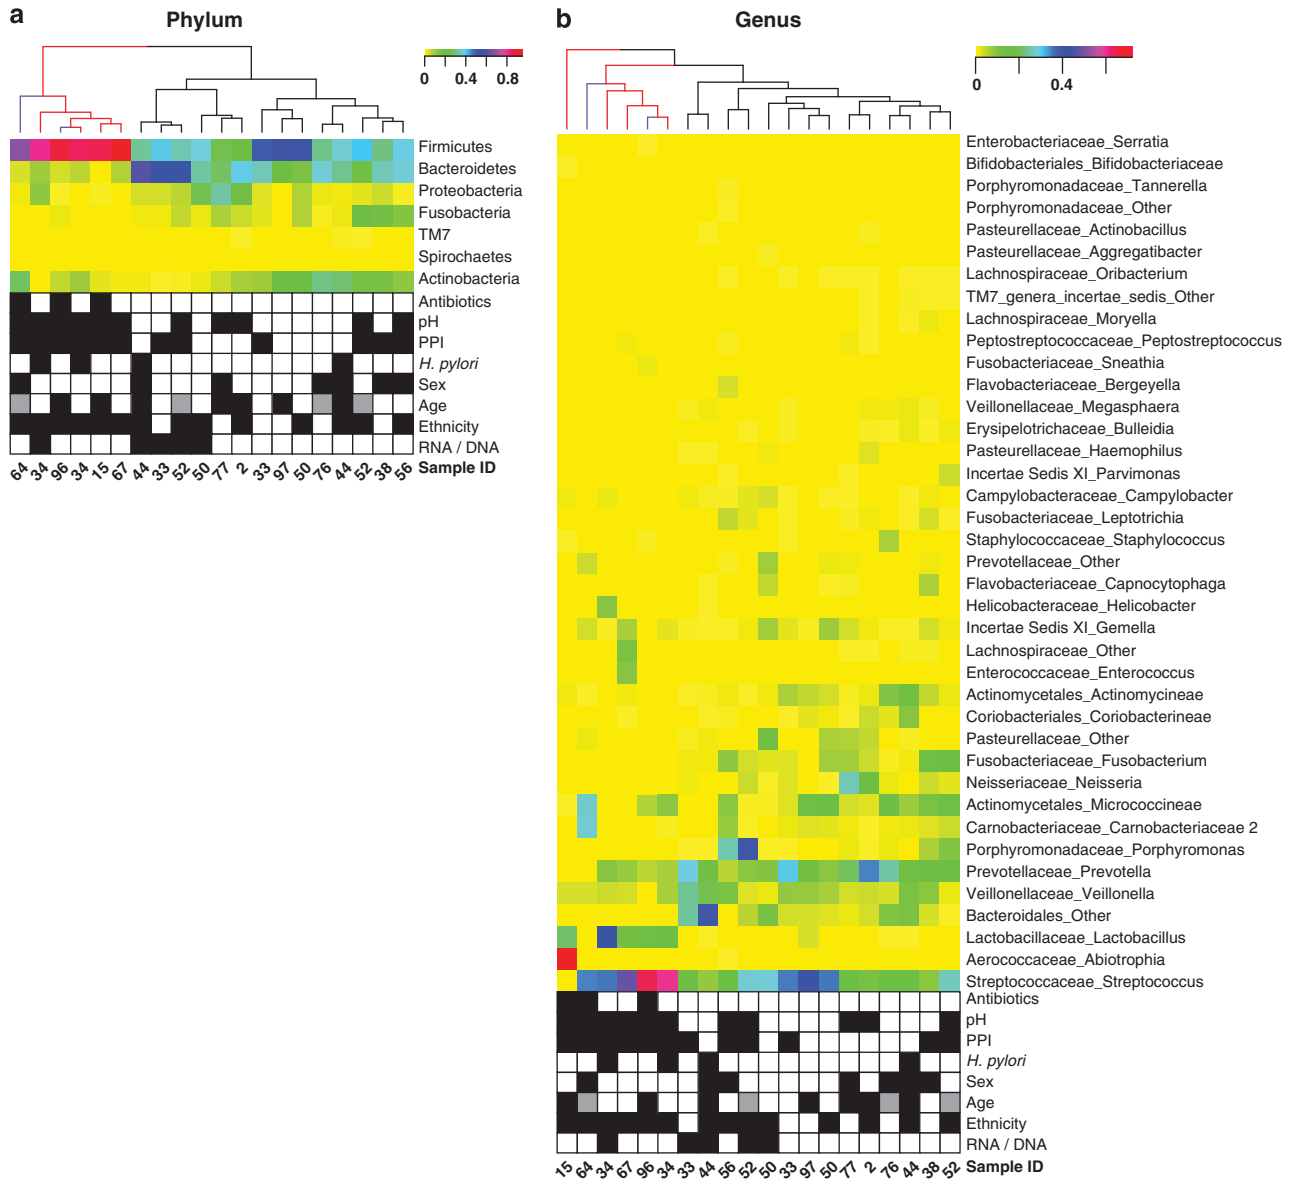 a
Phylum
0 0.4 0.8
Firmicutes
Bacteroidetes
Proteobacteria
Fusobacteria
TM7
Spirochaetes
Actinobacteria
Antibiotics
pH
PPI
H. pylori
Sex
Age
Ethnicity
RNA / DNA
64 34 96 34 15 67 44 33 52 50 77 2 33 97 50 76 44 52 38 56 Sample ID
b
Genus
0 0.4
Enterobacteriaceae_Serratia
Bifidobacteriales_Bifidobacteriaceae
Porphyromonadaceae_Tannerella
Porphyromonadaceae_Other
Pasteurellaceae_Actinobacillus
Pasteurellaceae_Aggregatibacter
Lachnospiraceae_Oribacterium
TM7_genera_incertae_sedis_Other
Lachnospiraceae_Moryella
Peptostreptococcaceae_Peptostreptococcus
Fusobacteriaceae_Sneathia
Flavobacteriaceae_Bergeyella
Veillonellaceae_Megasphaera
Erysipelotrichaceae_Bulleidia
Pasteurellaceae_Haemophilus
Incertae Sedis XI_Parvimonas
Campylobacteraceae_Campylobacter
Fusobacteriaceae_Leptotrichia
Staphylococcaceae_Staphylococcus
Prevotellaceae_Other
Flavobacteriaceae_Capnocytophaga
Helicobacteraceae_Helicobacter
Incertae Sedis XI_Gemella
Lachnospiraceae_Other
Enterococcaceae_Enterococcus
Actinomycetales_Actinomycineae
Coriobacteriales_Coriobacterineae
Pasteurellaceae_Other
Fusobacteriaceae_Fusobacterium
Neisseriaceae_Neisseria
Actinomycetales_Micrococcineae
Carnobacteriaceae_Carnobacteriaceae 2
Porphyromonadaceae_Porphyromonas
Prevotellaceae_Prevotella
Veillonellaceae_Veillonella
Bacteroidales_Other
Lactobacillaceae_Lactobacillus
Aerococcaceae_Abiotrophia
Streptococcaceae_Streptococcus
Antibiotics
pH
PPI
H. pylori
Sex
Age
Ethnicity
RNA / DNA
15 64 34 67 96 34 33 44 56 52 50 33 97 50 77 2 76 44 38 52 Sample ID